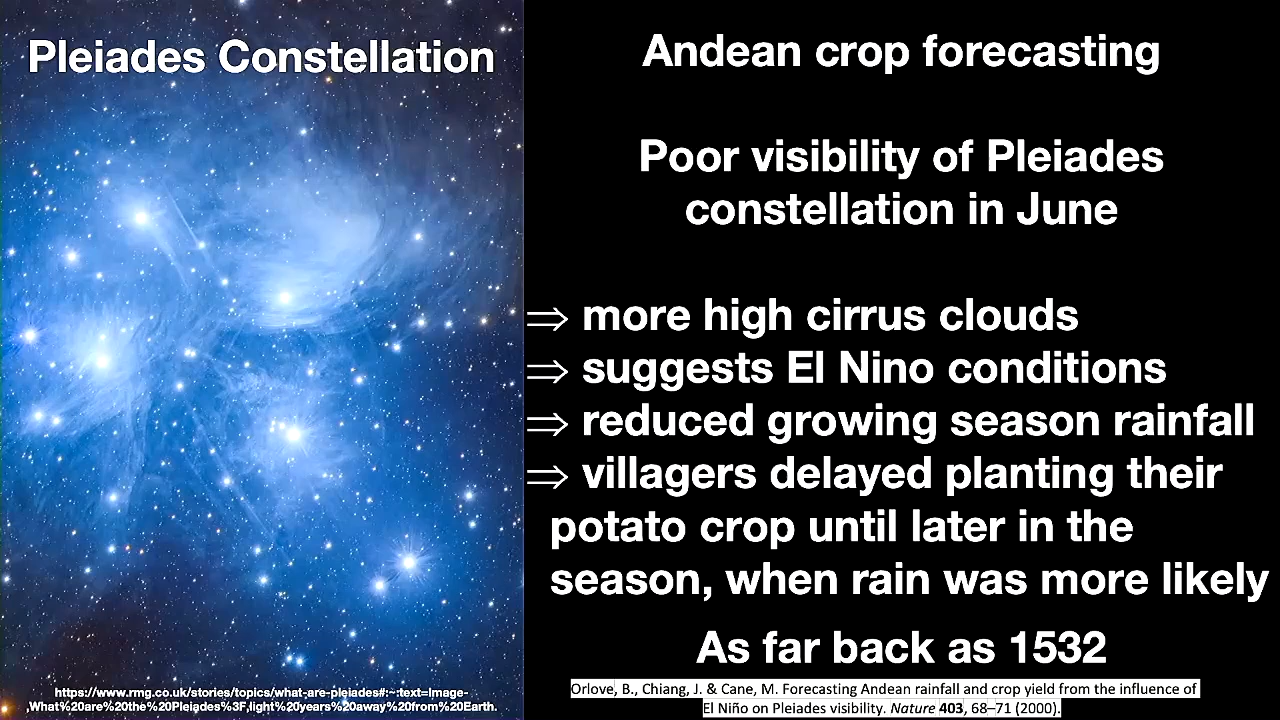 Pleiades Constellation
https://www.rmg.co.uk/stories/topics/what-are-pleiades#:~:text=Image-
,What%20are%20the%20Pleiades%3F,light%20years%20away%20from%20Earth.
Andean crop forecasting
Poor visibility of Pleiades
constellation in June
⇒ more high cirrus clouds
⇒ suggests El Nino conditions
⇒ reduced growing season rainfall
⇒ villagers delayed planting their
potato crop until later in the
season, when rain was more likely
As far back as 1532
Orlove, B., Chiang, J. & Cane, M. Forecasting Andean rainfall and crop yield from the influence of
El Niño on Pleiades visibility. Nature 403, 68–71 (2000).